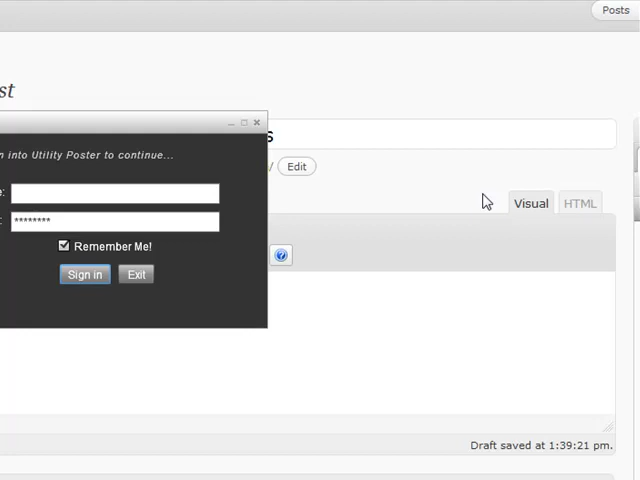 Posts
st
s
n into Utility Poster to continue...
Edit
e:
Visual HTML
: ********
Remember Me!
Sign in Exit
Draft saved at 1:39:21 pm.